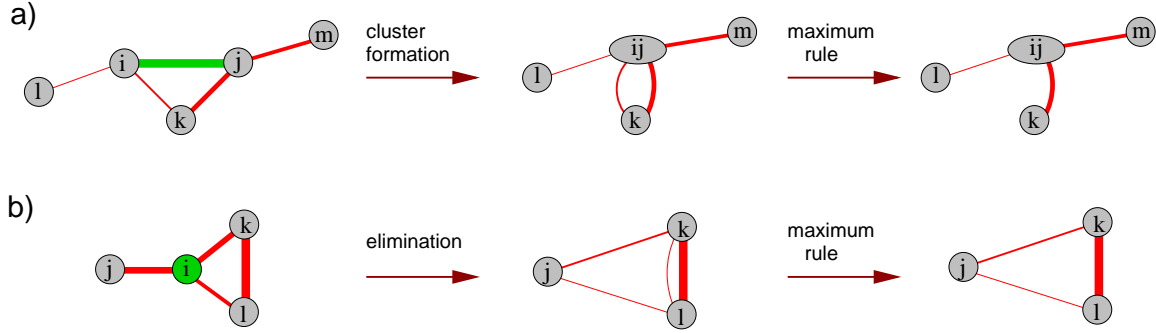 a)
l
i
j
m
k
cluster
formation
l
ij
m
k
maximum
rule
l
ij
m
k
b)
j
i
k
l
elimination
j
k
l
maximum
rule
j
k
l